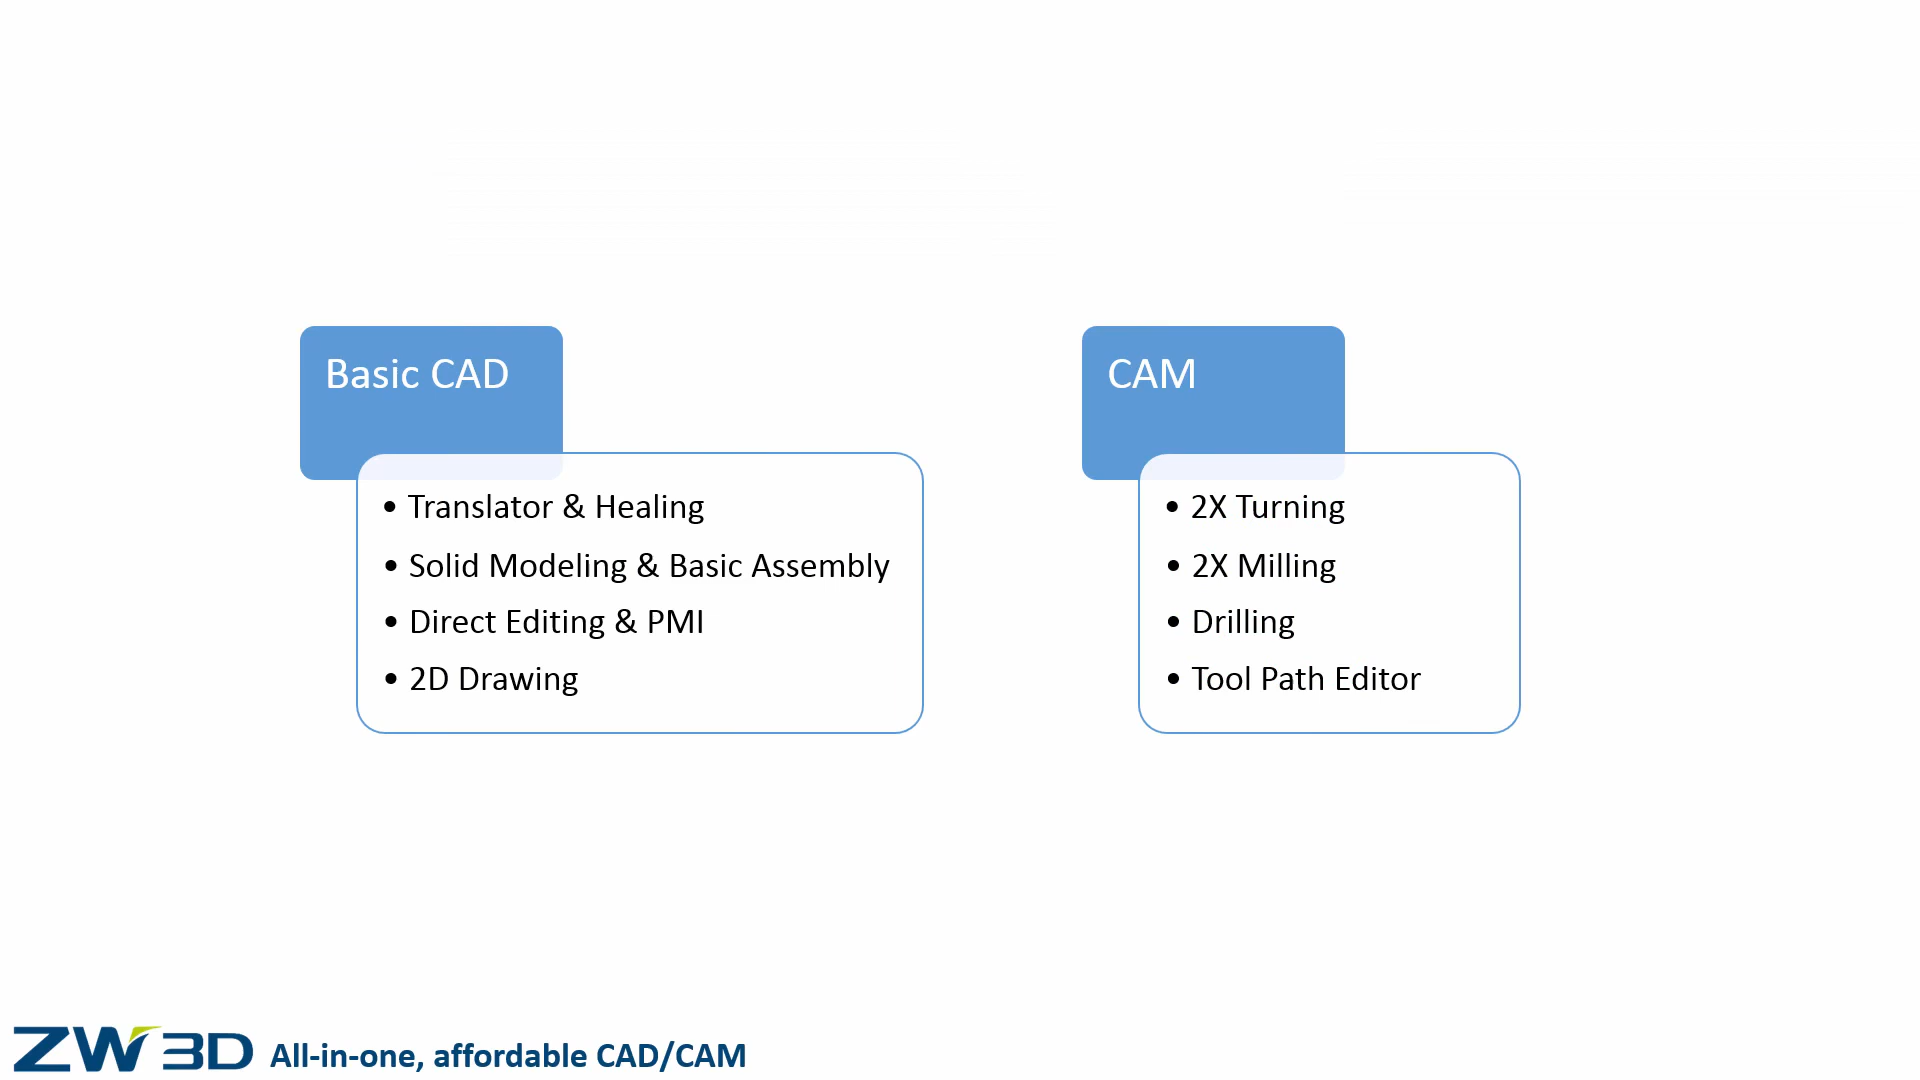 Basic CAD
• Translator & Healing
• Solid Modeling & Basic Assembly
• Direct Editing & PMI
• 2D Drawing
CAM
• 2X Turning
• 2X Milling
• Drilling
• Tool Path Editor
ZW3D All-in-one, affordable CAD/CAM